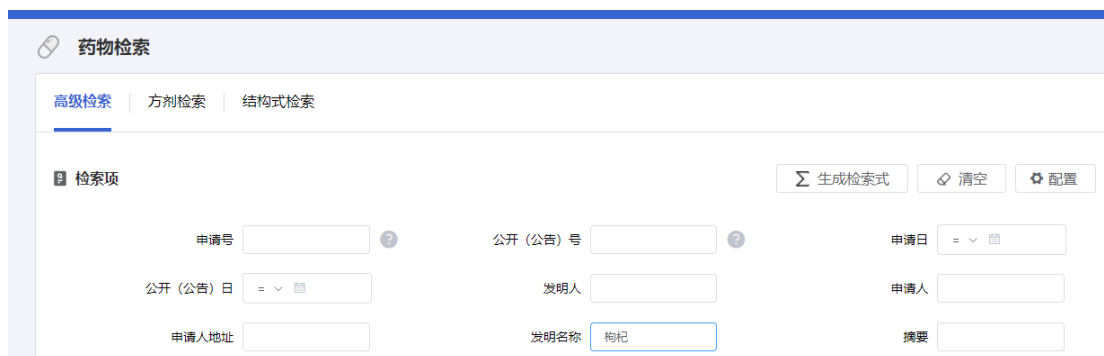 药物检索
高级检索 方剂检索 结构式检索
检索项 生成检索式 清空 配置
申请号 ? 公开（公告）号 ? 申请日 =
公开（公告）日 = 发明人 申请人
申请人地址 发明名称 枸杞 摘要